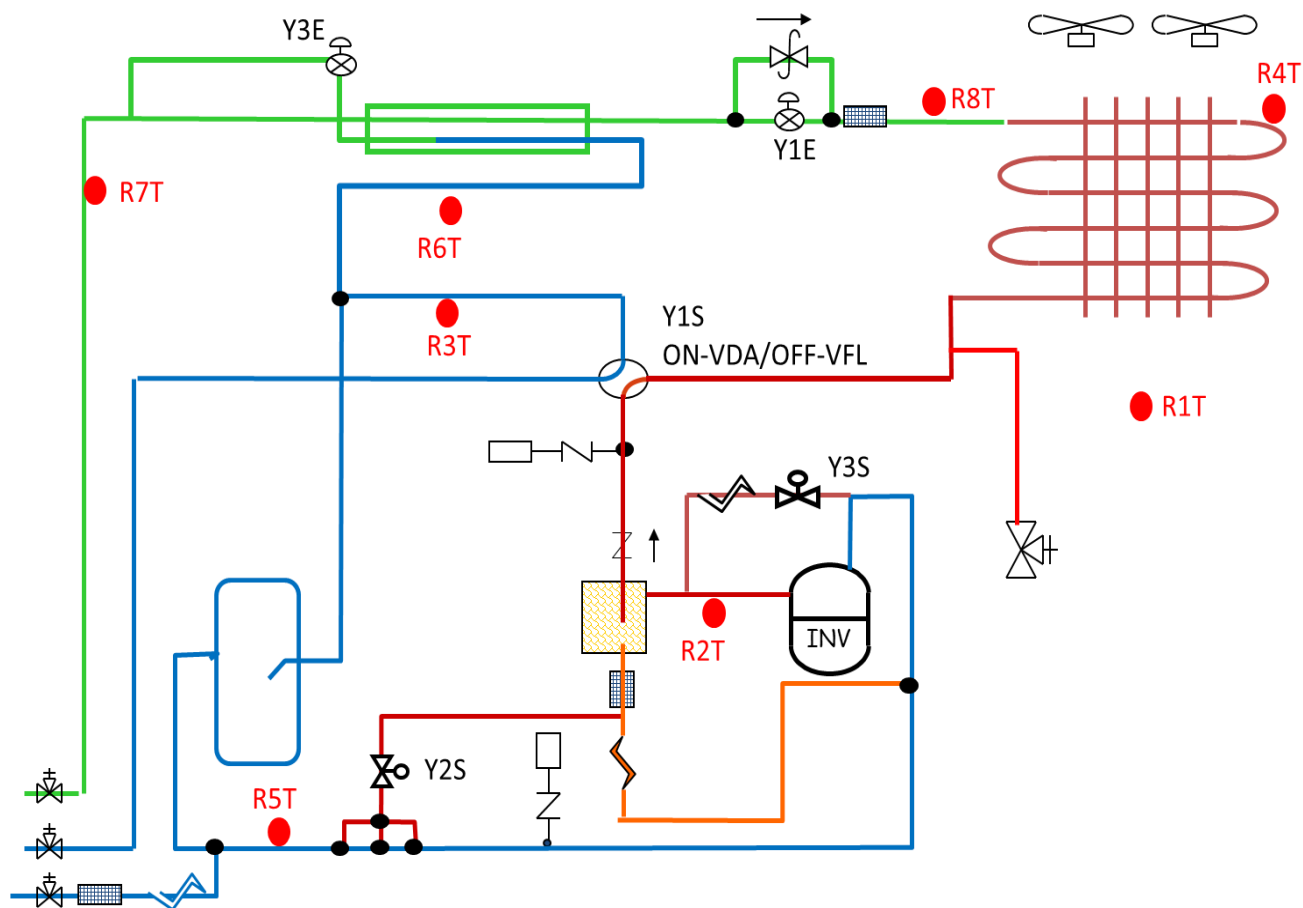 Y3E
R4T
R8T
Y1E
R7T
R6T
Y1S
R3T
ON-VDA/OFF-VFL
R1T
Y3S
INV
R2T
Y2S
R5T